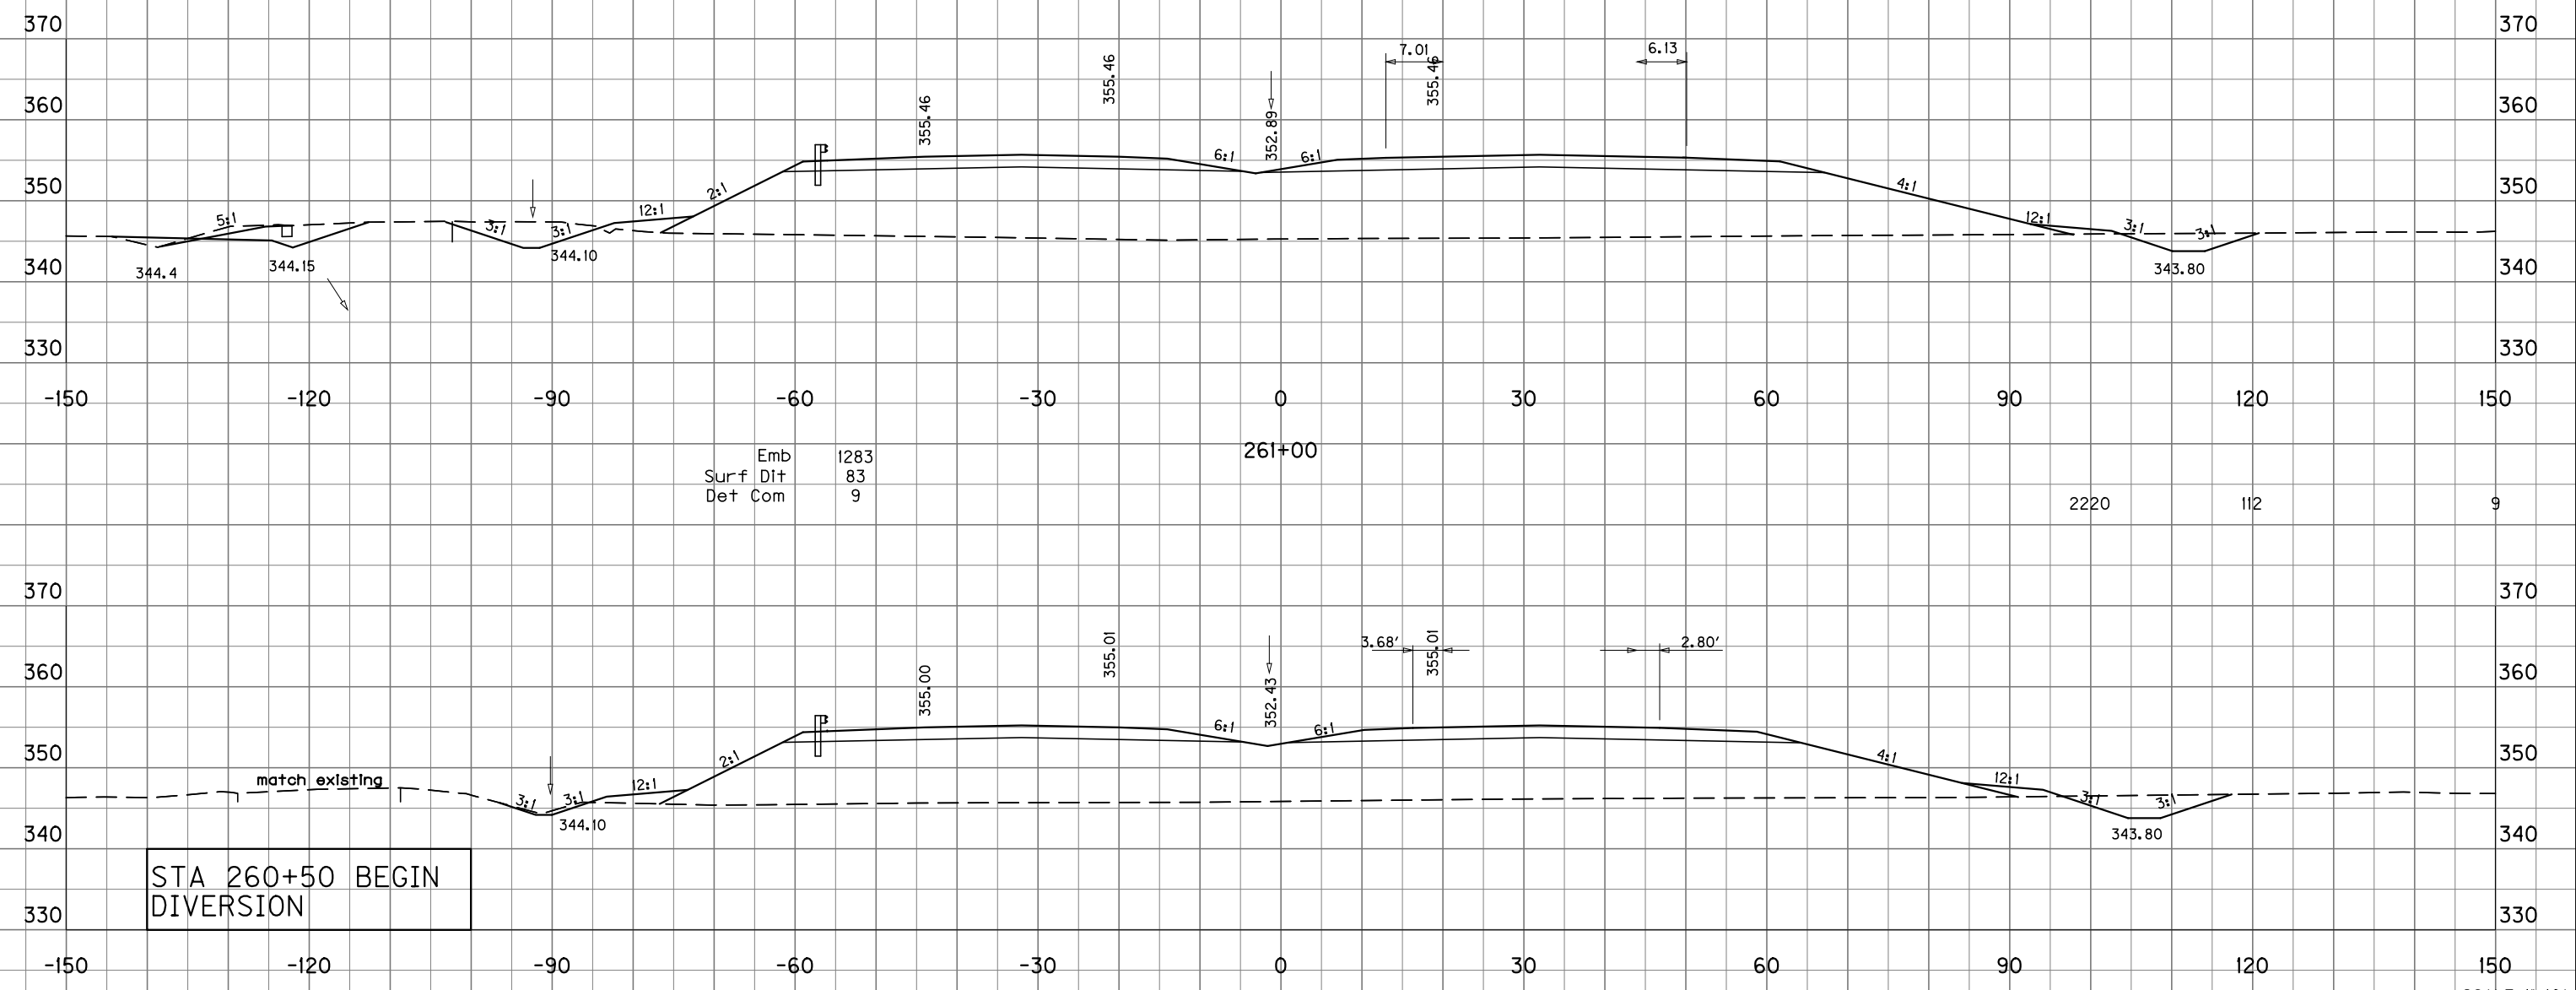 370 370
7.01 6.13
355.46 355.46 355.46
360 360
352.89
6:1 6:1
350 2:1 4:1 350
5:1 3:1 3:1 12:1 12:1 3:1 3:1
344.4 344.15 344.10 343.80
340 340
330 330
-150 -120 -90 -60 -30 0 30 60 90 120 150
261+00
Emb 1283
Surf Dit 83
Det Com 9
2220 112 9
370 370
3.68' 2.80'
355.00 355.01 355.01
360 360
352.43
6:1 6:1
350 2:1 4:1 350
match existing
3:1 3:1 12:1 12:1 3:1 3:1
344.10 343.80
340 340
STA 260+50 BEGIN
DIVERSION
330 330
-150 -120 -90 -60 -30 0 30 60 90 120 150